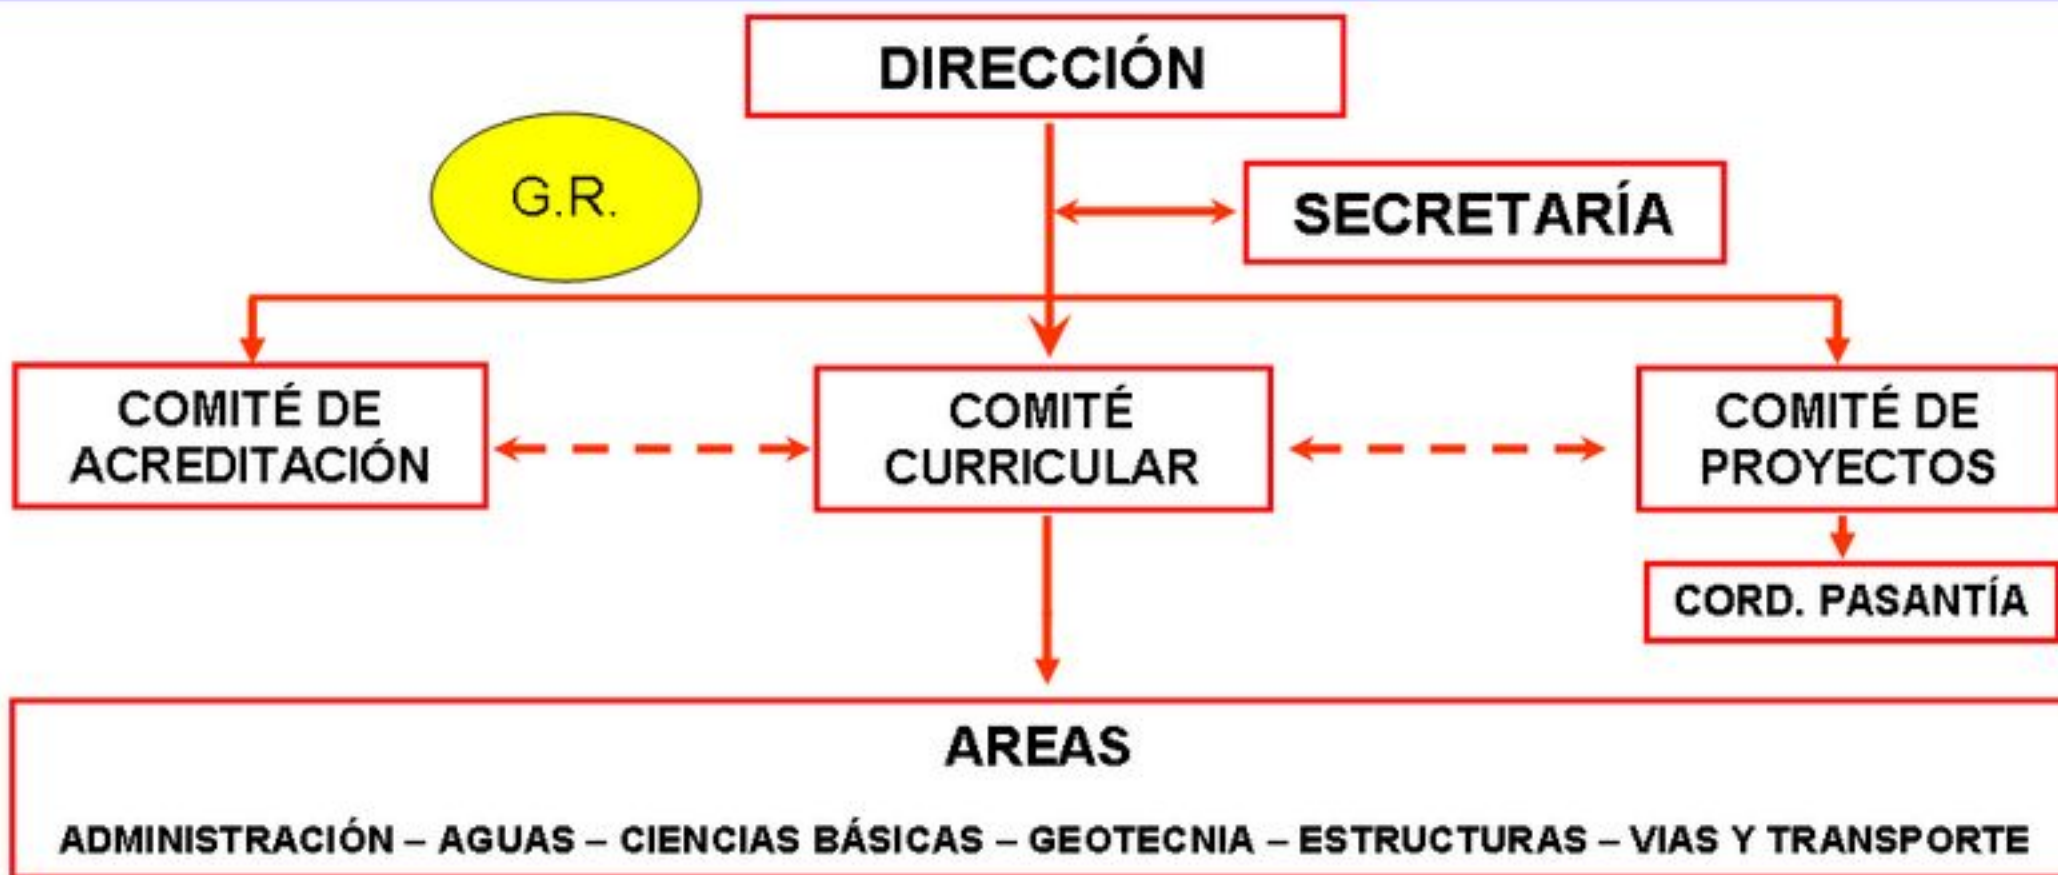 DIRECCIÓN
G.R.
SECRETARÍA
COMITÉ DE
ACREDITACIÓN
COMITÉ
CURRICULAR
COMITÉ DE
PROYECTOS
CORD. PASANTÍA
AREAS
ADMINISTRACIÓN – AGUAS – CIENCIAS BÁSICAS – GEOTECNIA – ESTRUCTURAS – VIAS Y TRANSPORTE